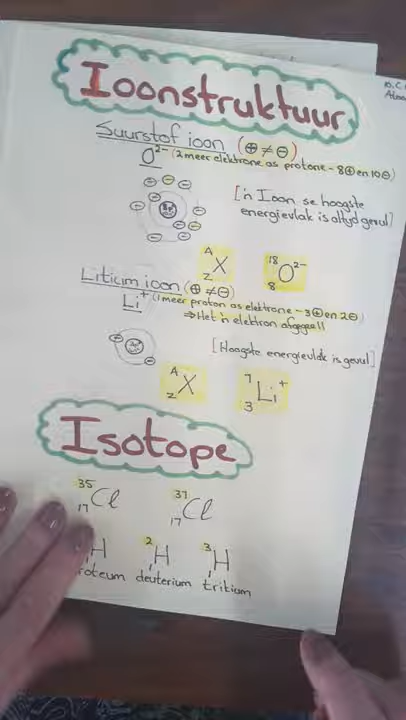 Ioonstruktuur
Suurstof ioon (⊕≠⊖)
O²⁻ (2 meer elektrone as protone - 8⊕ en 10⊖)
['n Ioon se hoogste
energievlak is altyd gevul]
A
Z X
18
8 O²⁻
Litium ioon (⊕≠⊖)
Li⁺ (1 meer proton as elektrone - 3⊕ en 2⊖)
⇒ Het 'n elektron afgegee!!
[Hoogste energievlak is gevul]
A
Z X
7
3 Li⁺
Isotope
35
17 Cl
37
17 Cl
H
2
1 H
3
1 H
deuterium tritium